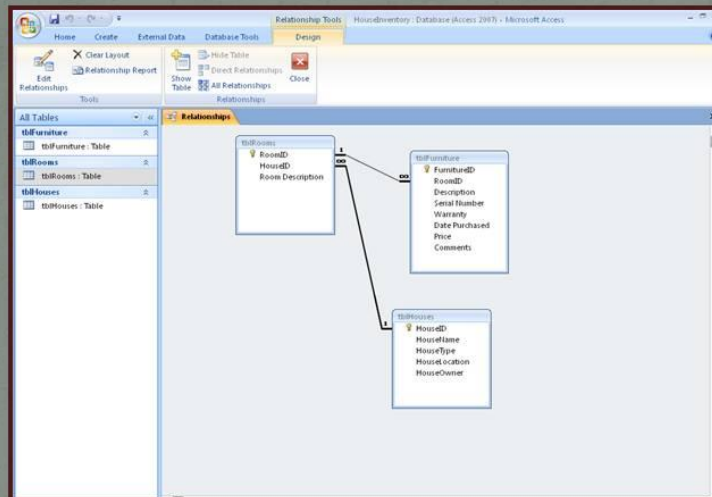 Relationship Tools
HouseInventory : Database (Access 2007) - Microsoft Access
Home Create External Data Database Tools Design
Edit Relationships
Clear Layout
Relationship Report
Tools
Show Table
Hide Table
Direct Relationships
All Relationships
Close
Relationships
All Tables
tblFurniture
tblFurniture : Table
tblRooms
tblRooms : Table
tblHouses
tblHouses : Table
Relationships
tblRooms
RoomID
HouseID
Room Description
1
∞
∞
tblFurniture
FurnitureID
RoomID
Description
Serial Number
Warranty
Date Purchased
Price
Comments
1
tblHouses
HouseID
HouseName
HouseType
HouseLocation
HouseOwner